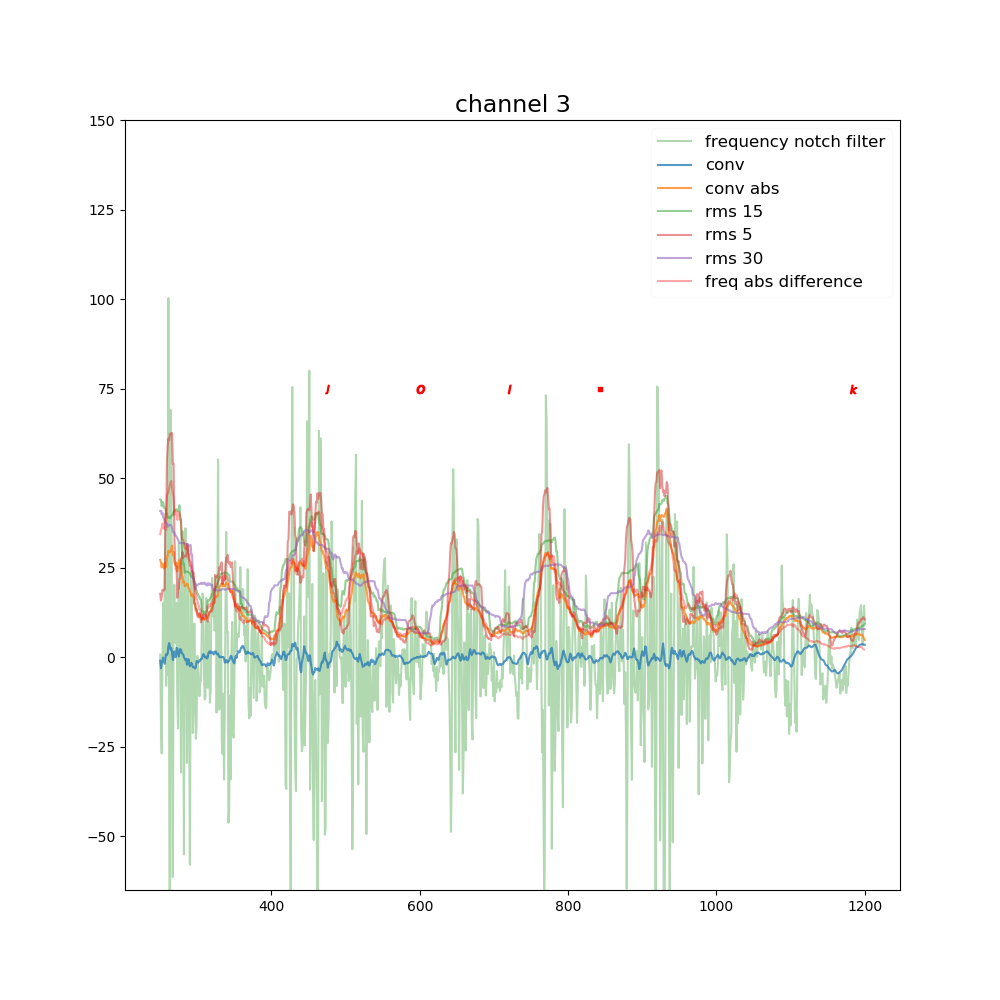 channel 3
150
125
100
75
50
25
0
−25
−50
400 600 800 1000 1200
frequency notch filter
conv
conv abs
rms 15
rms 5
rms 30
freq abs difference
J O l . k